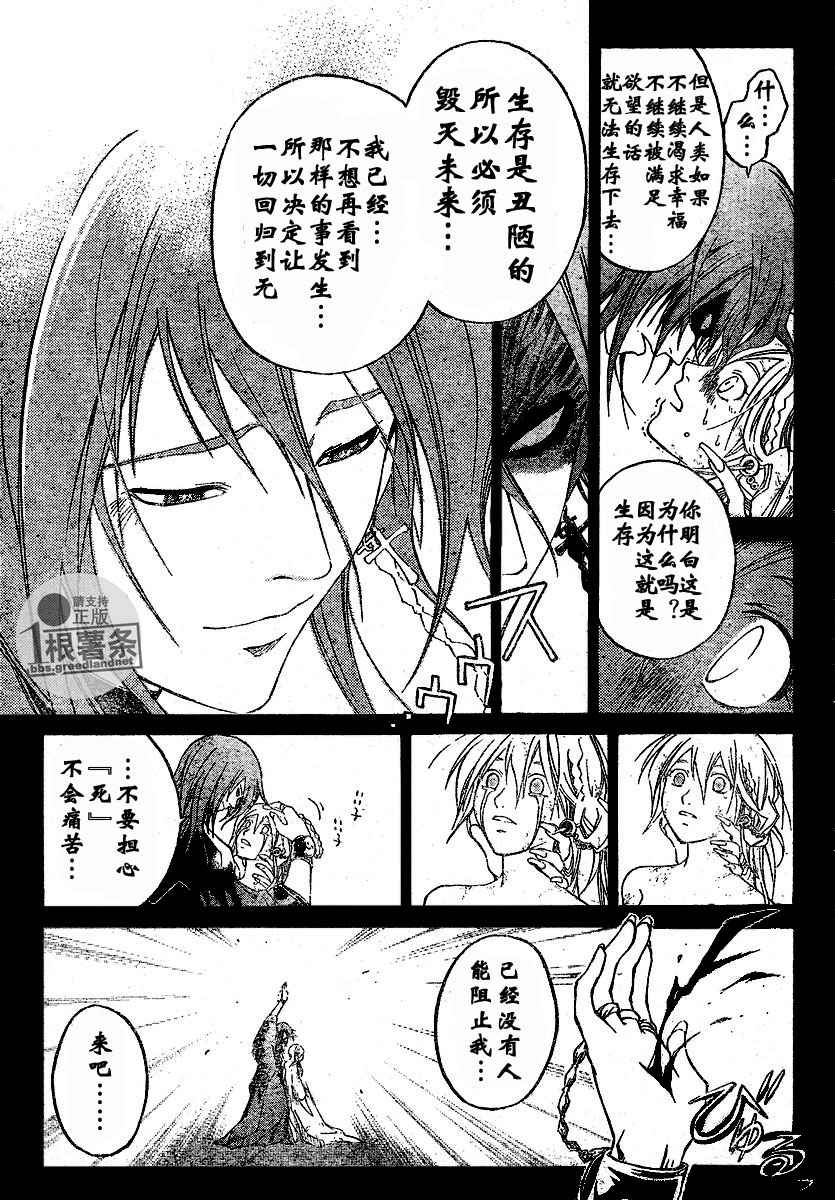 什…
么…
但是人类如果
不继续渴求幸福
不继续被满足
欲望的话
就无法生存下去…
你明白这是
为什么吗？
因为这就是
生存
生存是丑陋的
所以必须
毁灭未来…
我已经…
不想再看到
那样的事发生…
所以决定让
一切回归到无
スウウ
萌支持
正版
1根薯条
bbs.greedland.net
…不要担心
『死』
不会痛苦…
已经没有人
能阻止我…
来吧……